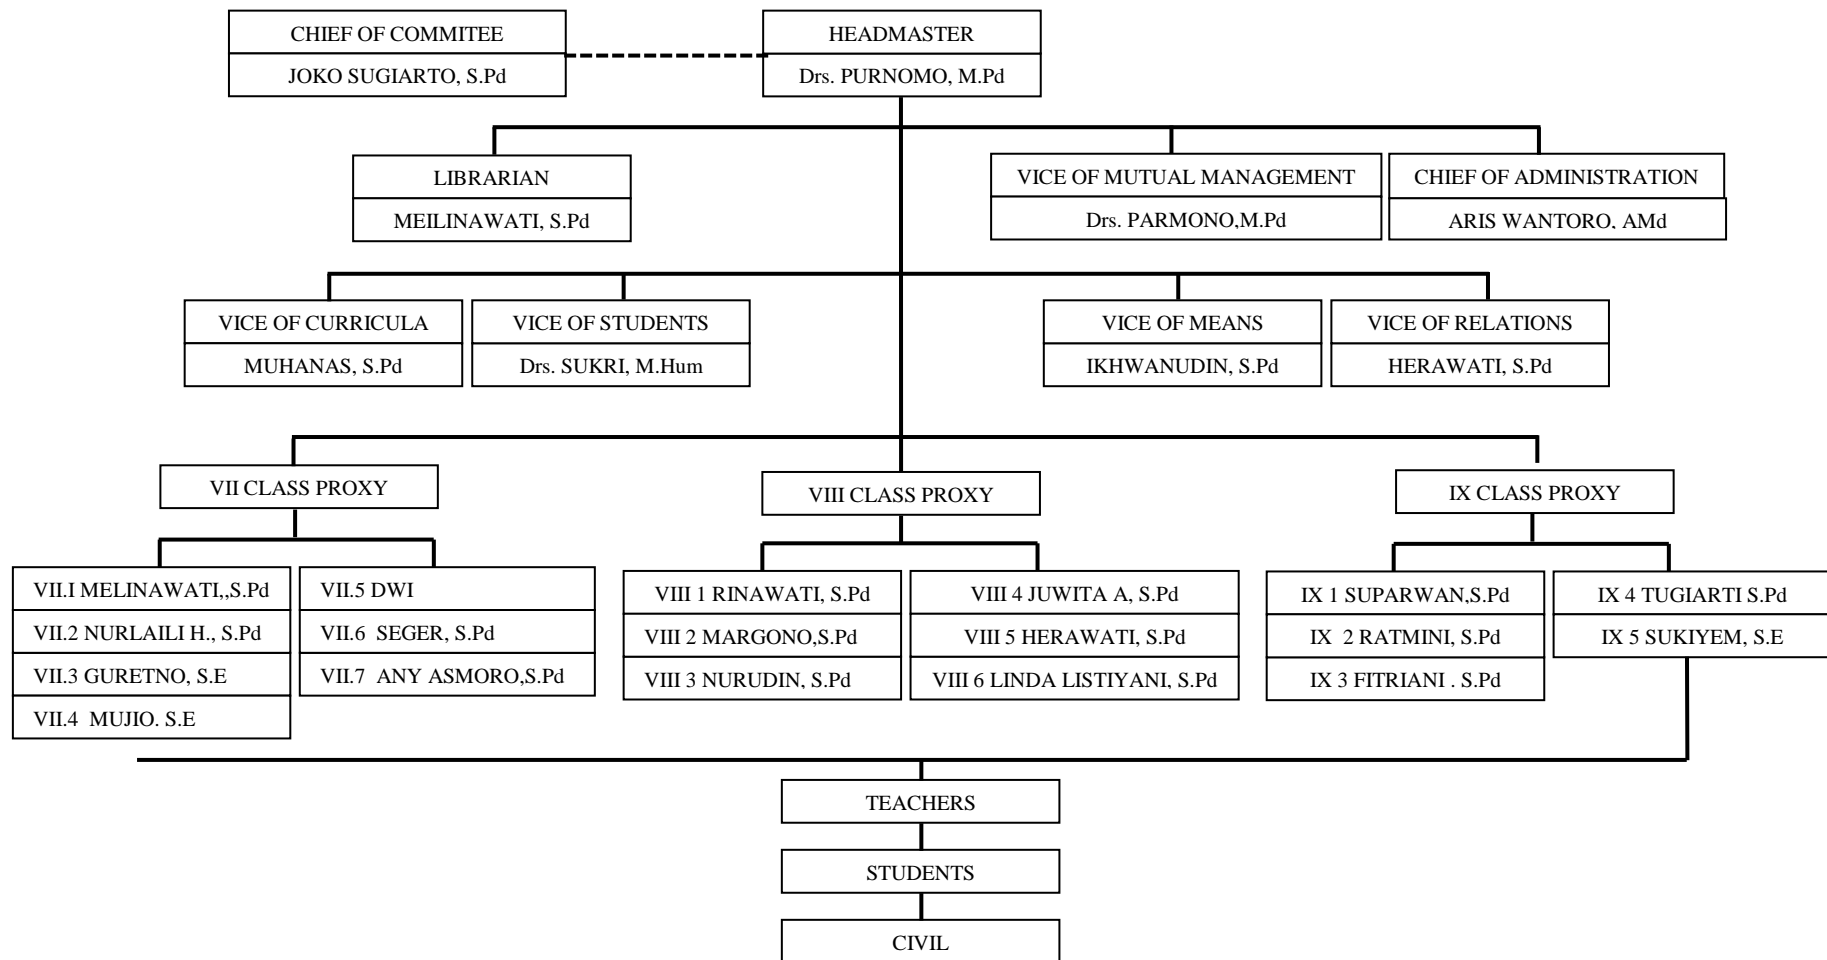 CHIEF OF COMMITEE
JOKO SUGIARTO, S.Pd
HEADMASTER
Drs. PURNOMO, M.Pd
LIBRARIAN
MEILINAWATI, S.Pd
VICE OF MUTUAL MANAGEMENT
Drs. PARMONO,M.Pd
CHIEF OF ADMINISTRATION
ARIS WANTORO, AMd
VICE OF CURRICULA
MUHANAS, S.Pd
VICE OF STUDENTS
Drs. SUKRI, M.Hum
VICE OF MEANS
IKHWANUDIN, S.Pd
VICE OF RELATIONS
HERAWATI, S.Pd
VII CLASS PROXY
VIII CLASS PROXY
IX CLASS PROXY
VII.I MELINAWATI,,S.Pd
VII.2 NURLAILI H., S.Pd
VII.3 GURETNO, S.E
VII.4 MUJIO. S.E
VII.5 DWI
VII.6 SEGER, S.Pd
VII.7 ANY ASMORO,S.Pd
VIII 1 RINAWATI, S.Pd
VIII 2 MARGONO,S.Pd
VIII 3 NURUDIN, S.Pd
VIII 4 JUWITA A, S.Pd
VIII 5 HERAWATI, S.Pd
VIII 6 LINDA LISTIYANI, S.Pd
IX 1 SUPARWAN,S.Pd
IX 2 RATMINI, S.Pd
IX 3 FITRIANI . S.Pd
IX 4 TUGIARTI S.Pd
IX 5 SUKIYEM, S.E
TEACHERS
STUDENTS
CIVIL